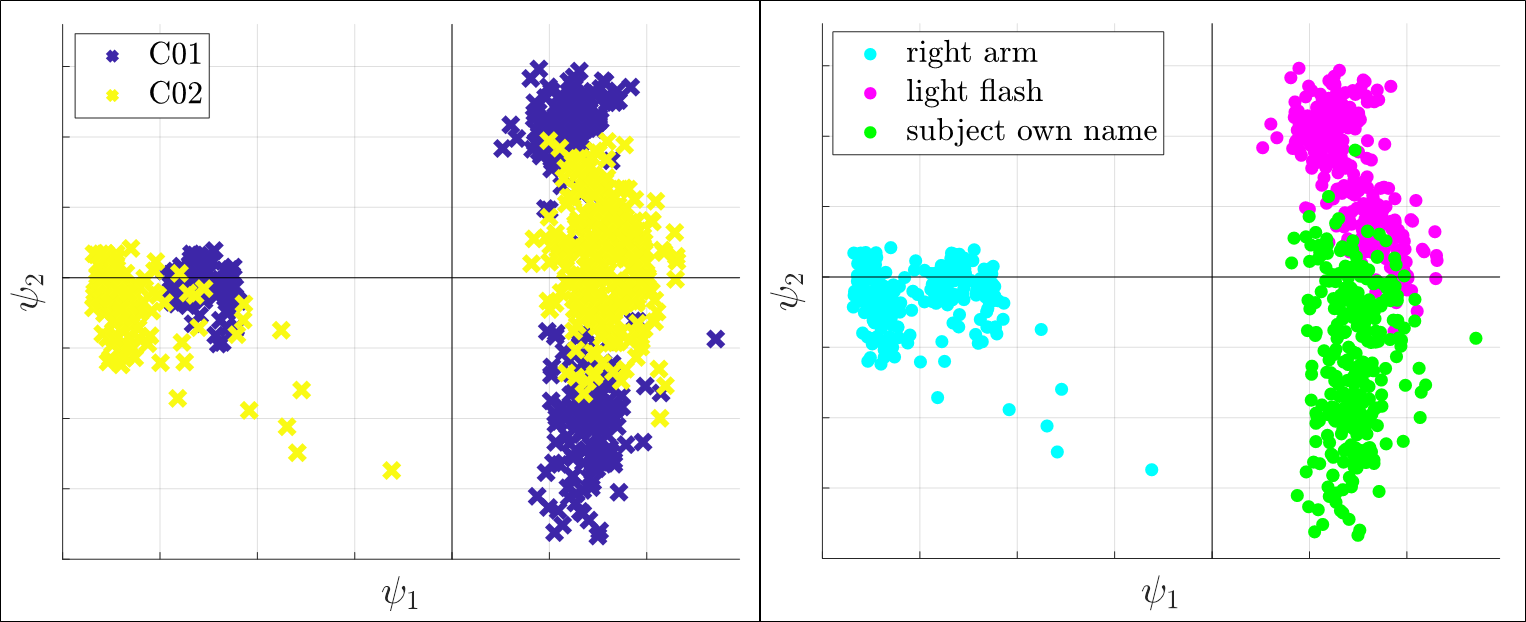 C01
C02
ψ2
ψ1
right arm
light flash
subject own name
ψ2
ψ1